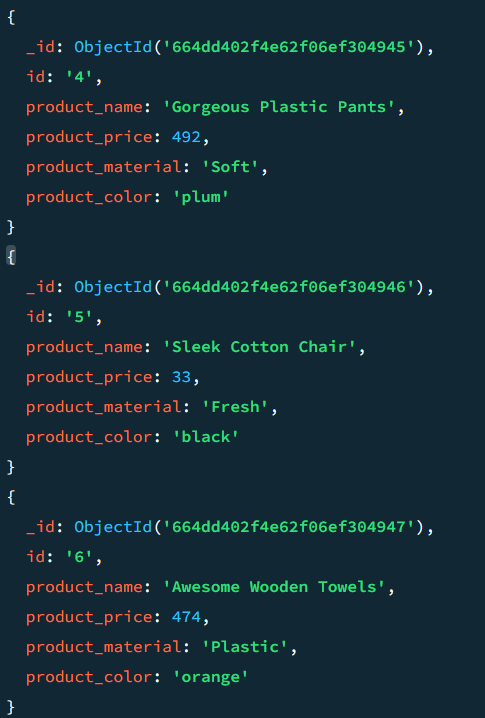 {
_id: ObjectId('664dd402f4e62f06ef304945'),
id: '4',
product_name: 'Gorgeous Plastic Pants',
product_price: 492,
product_material: 'Soft',
product_color: 'plum'
}
{
_id: ObjectId('664dd402f4e62f06ef304946'),
id: '5',
product_name: 'Sleek Cotton Chair',
product_price: 33,
product_material: 'Fresh',
product_color: 'black'
}
{
_id: ObjectId('664dd402f4e62f06ef304947'),
id: '6',
product_name: 'Awesome Wooden Towels',
product_price: 474,
product_material: 'Plastic',
product_color: 'orange'
}